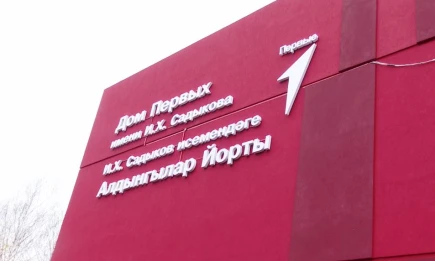 Первые
Дом Первых
имени И.Х. Садыкова
И.Х. Садыков исемендәге
Алдынгылар Йорты